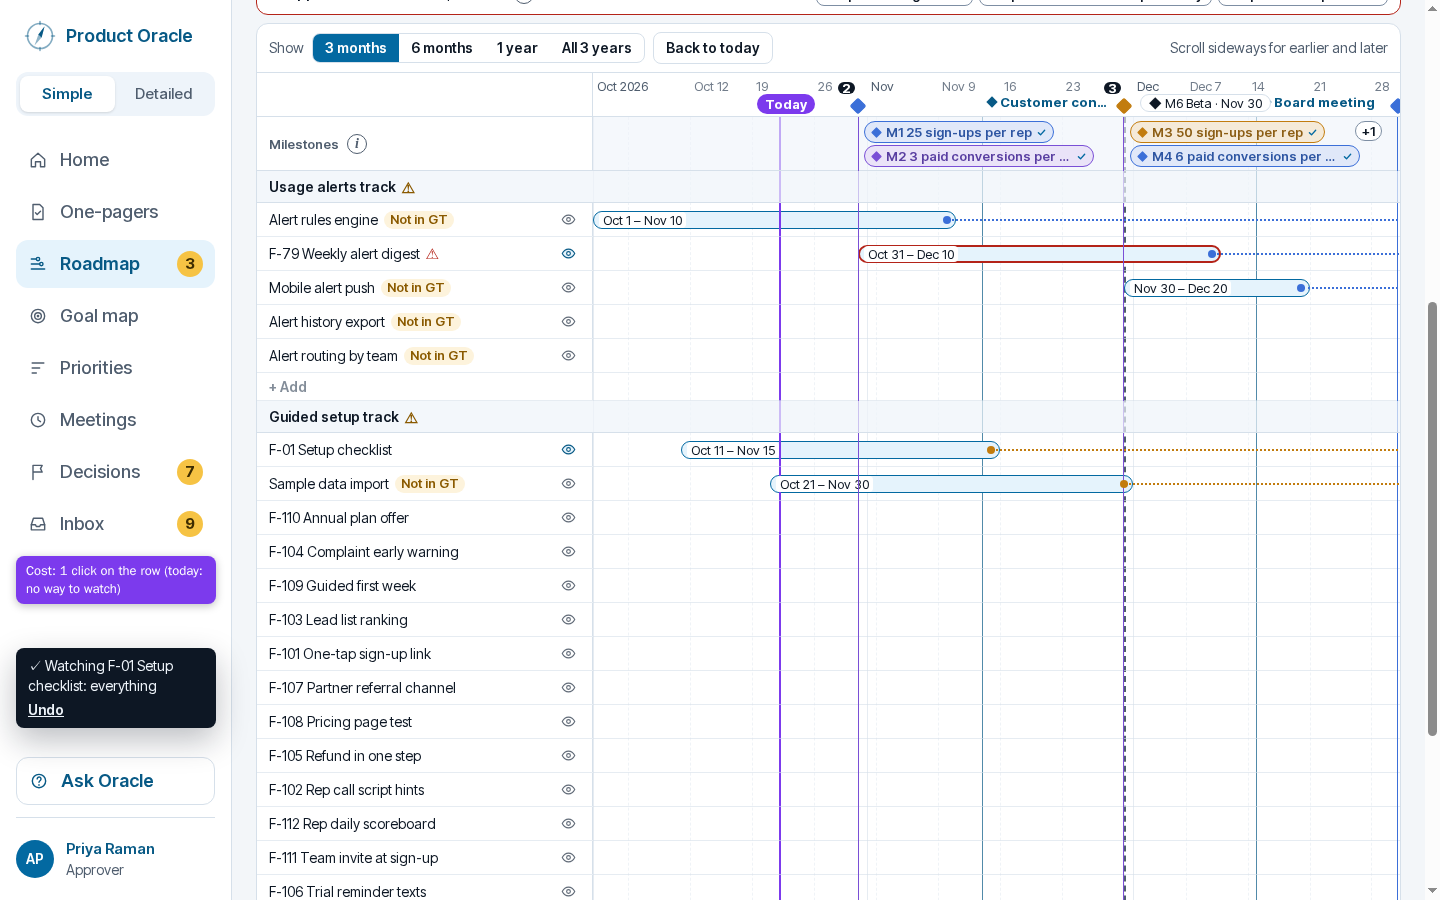 Product Oracle
Simple
Detailed
Home
One-pagers
Roadmap
3
Goal map
Priorities
Meetings
Decisions
7
Inbox
9
Cost: 1 click on the row (today:
no way to watch)
✓ Watching F-01 Setup
checklist: everything
Undo
Ask Oracle
AP
Priya Raman
Approver
Show
3 months
6 months
1 year
All 3 years
Back to today
Scroll sideways for earlier and later
Oct 2026
Oct 12
19
26
2
Nov
Nov 9
16
23
3
Dec
Dec 7
14
21
28
Today
Customer con...
M6 Beta · Nov 30
Board meeting
Milestones
i
M1 25 sign-ups per rep ✓
M3 50 sign-ups per rep ✓
+1
M2 3 paid conversions per ... ✓
M4 6 paid conversions per ... ✓
Usage alerts track
Alert rules engine Not in GT
Oct 1 – Nov 10
F-79 Weekly alert digest
Oct 31 – Dec 10
Mobile alert push Not in GT
Nov 30 – Dec 20
Alert history export Not in GT
Alert routing by team Not in GT
+ Add
Guided setup track
F-01 Setup checklist
Oct 11 – Nov 15
Sample data import Not in GT
Oct 21 – Nov 30
F-110 Annual plan offer
F-104 Complaint early warning
F-109 Guided first week
F-103 Lead list ranking
F-101 One-tap sign-up link
F-107 Partner referral channel
F-108 Pricing page test
F-105 Refund in one step
F-102 Rep call script hints
F-112 Rep daily scoreboard
F-111 Team invite at sign-up
F-106 Trial reminder texts